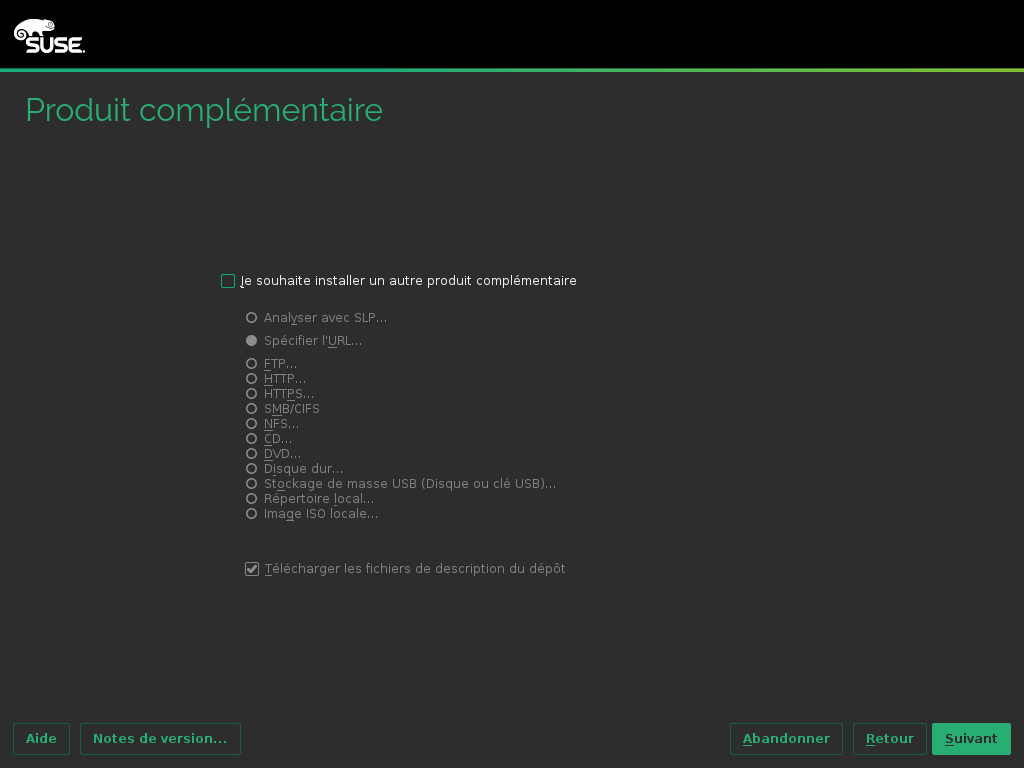 SUSE.
Produit complémentaire
Je souhaite installer un autre produit complémentaire
Analyser avec SLP...
Spécifier l'URL...
FTP...
HTTP...
HTTPS...
SMB/CIFS
NFS...
CD...
DVD...
Disque dur...
Stockage de masse USB (Disque ou clé USB)...
Répertoire local...
Image ISO locale...
Télécharger les fichiers de description du dépôt
Aide Notes de version... Abandonner Retour Suivant